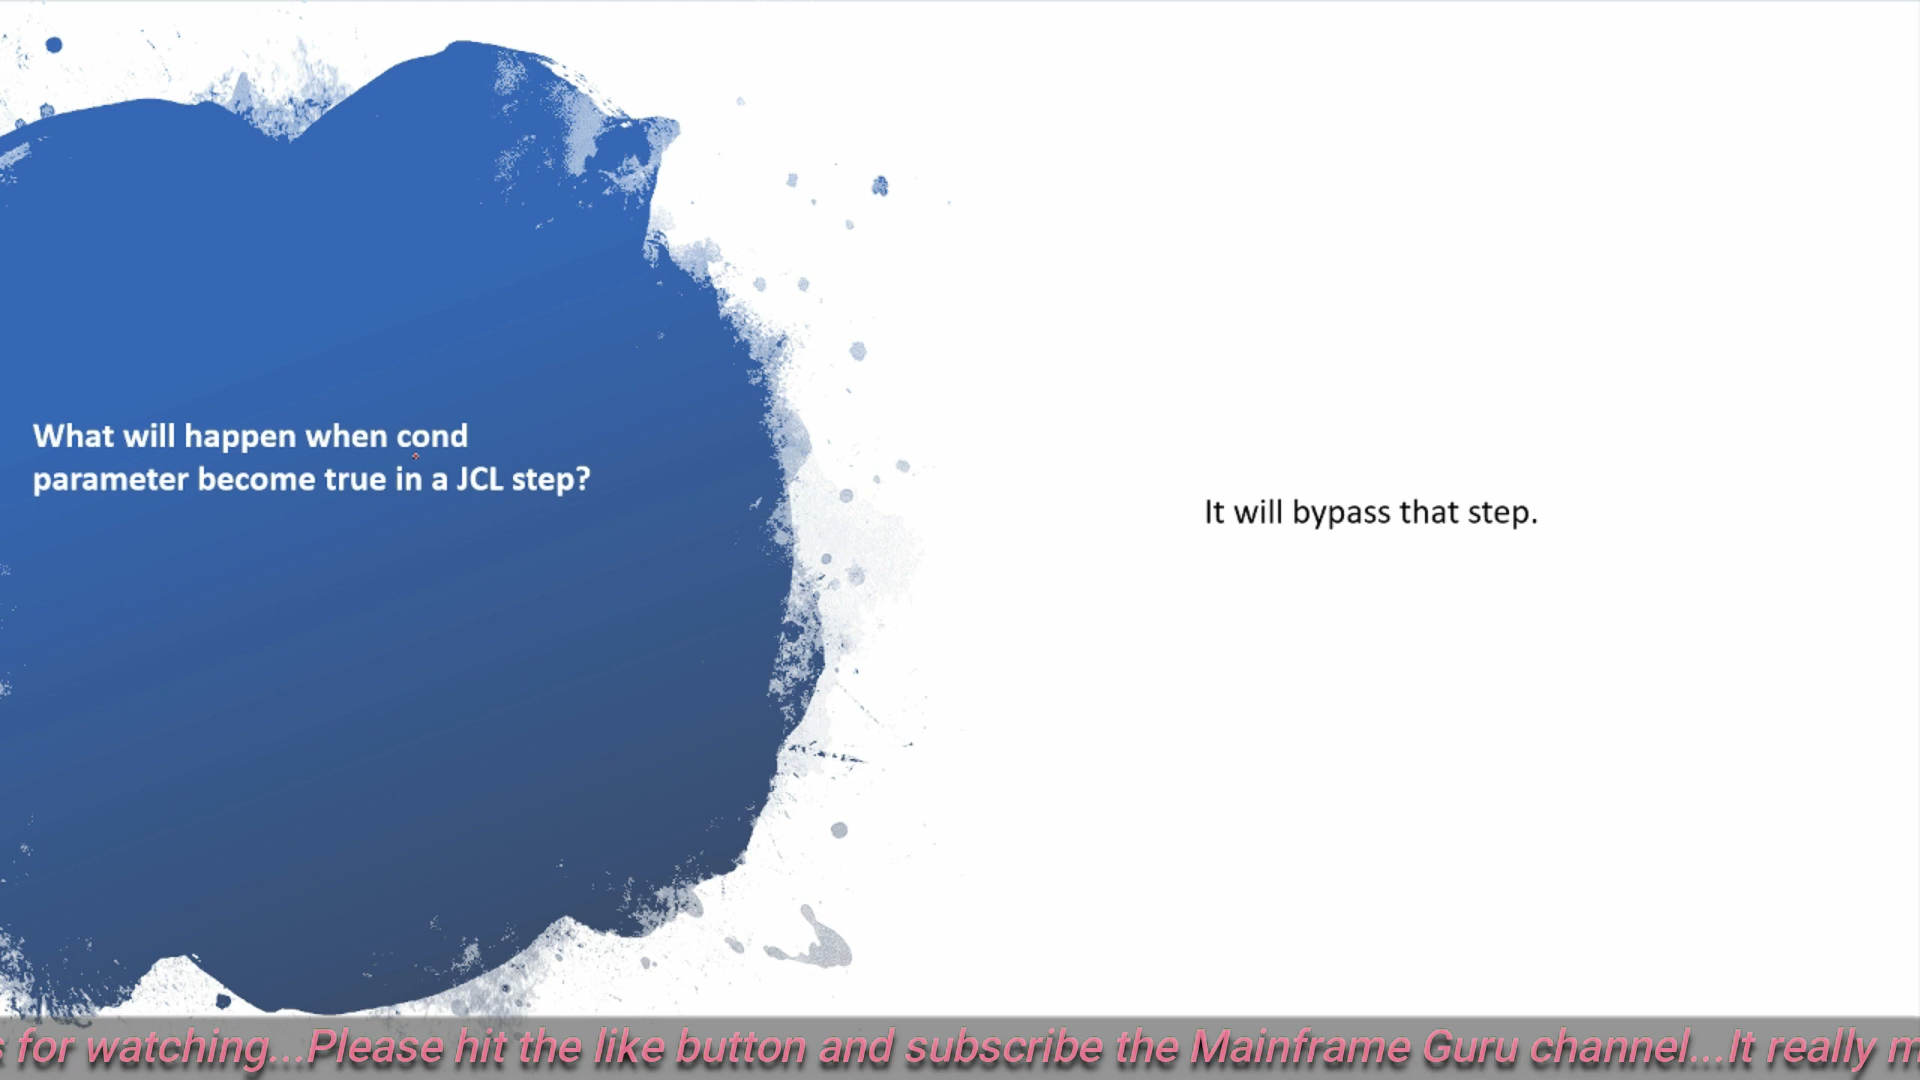 What will happen when cond
parameter become true in a JCL step?
It will bypass that step.
for watching...Please hit the like button and subscribe the Mainframe Guru channel...It really